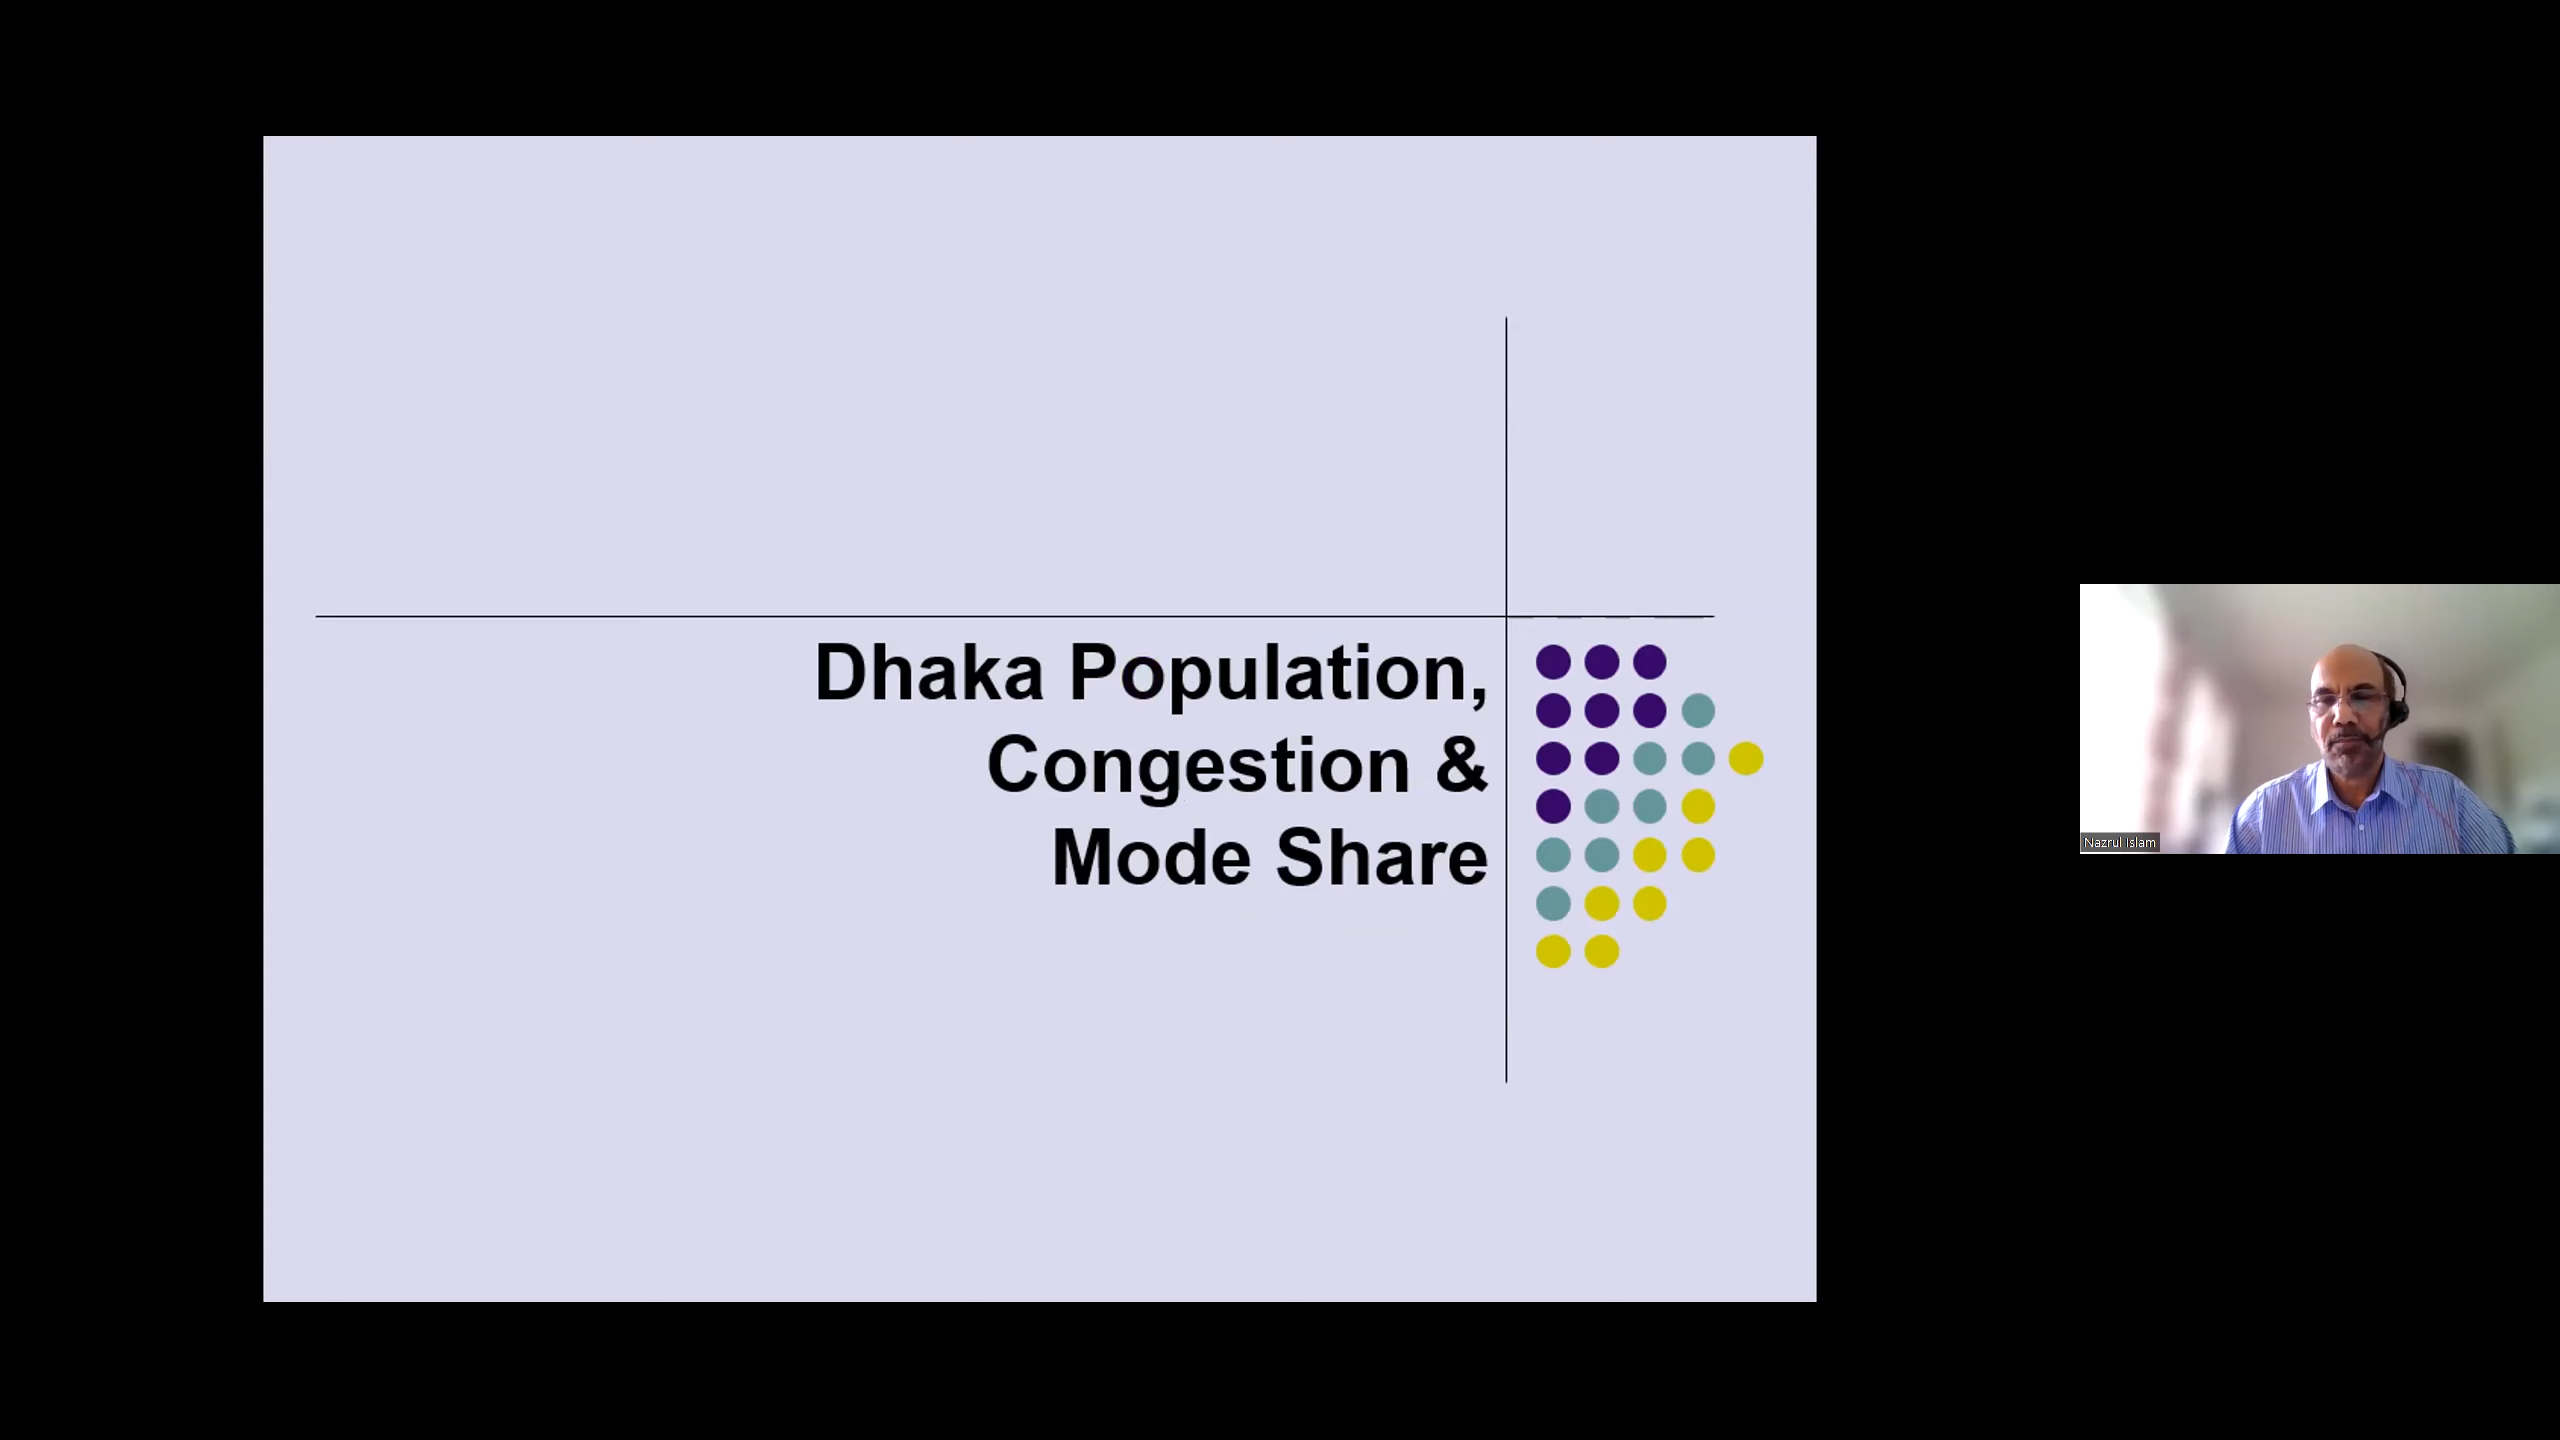 Dhaka Population,
Congestion &
Mode Share
Nazrul Islam